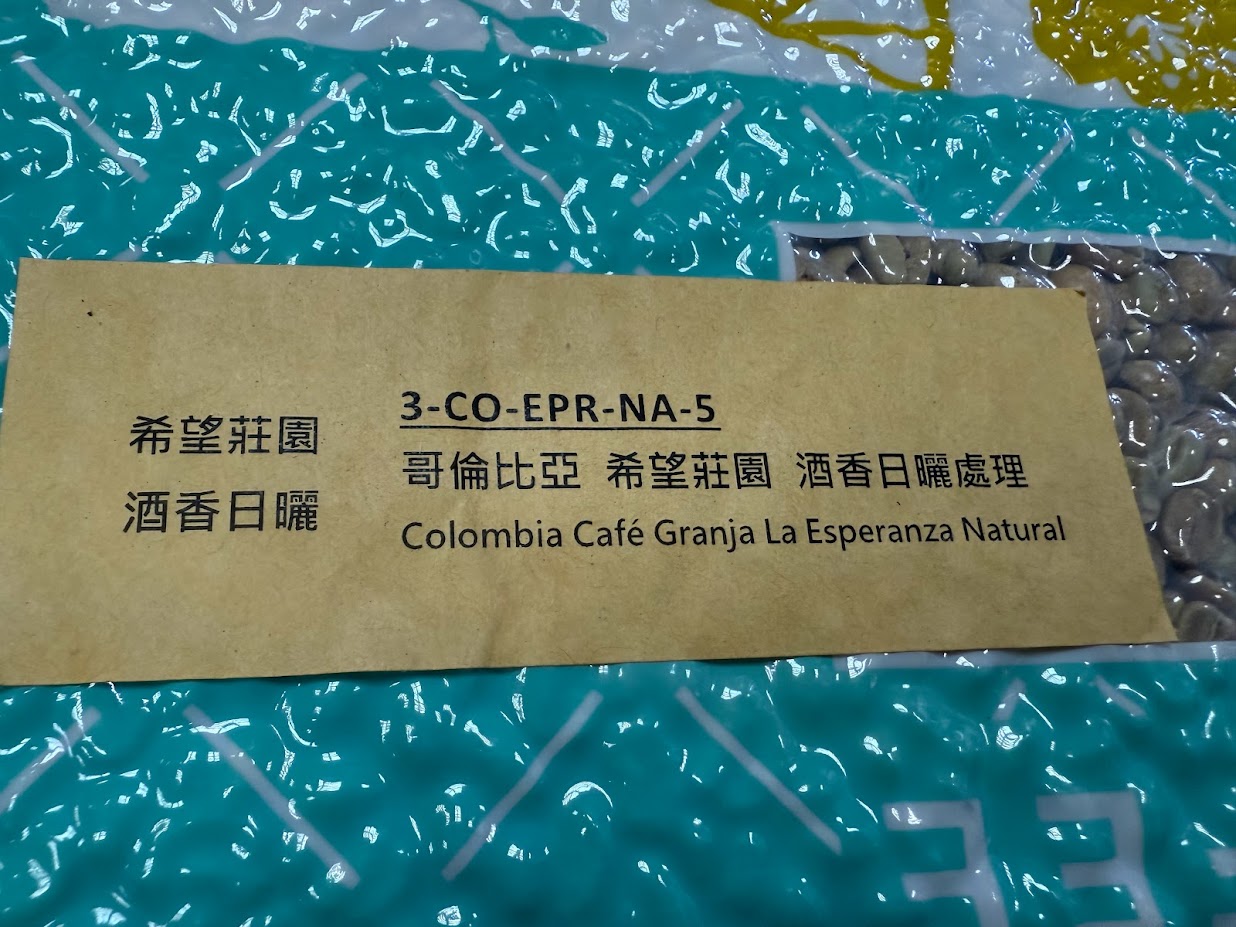 希望莊園
酒香日曬
3-CO-EPR-NA-5
哥倫比亞 希望莊園 酒香日曬處理
Colombia Café Granja La Esperanza Natural